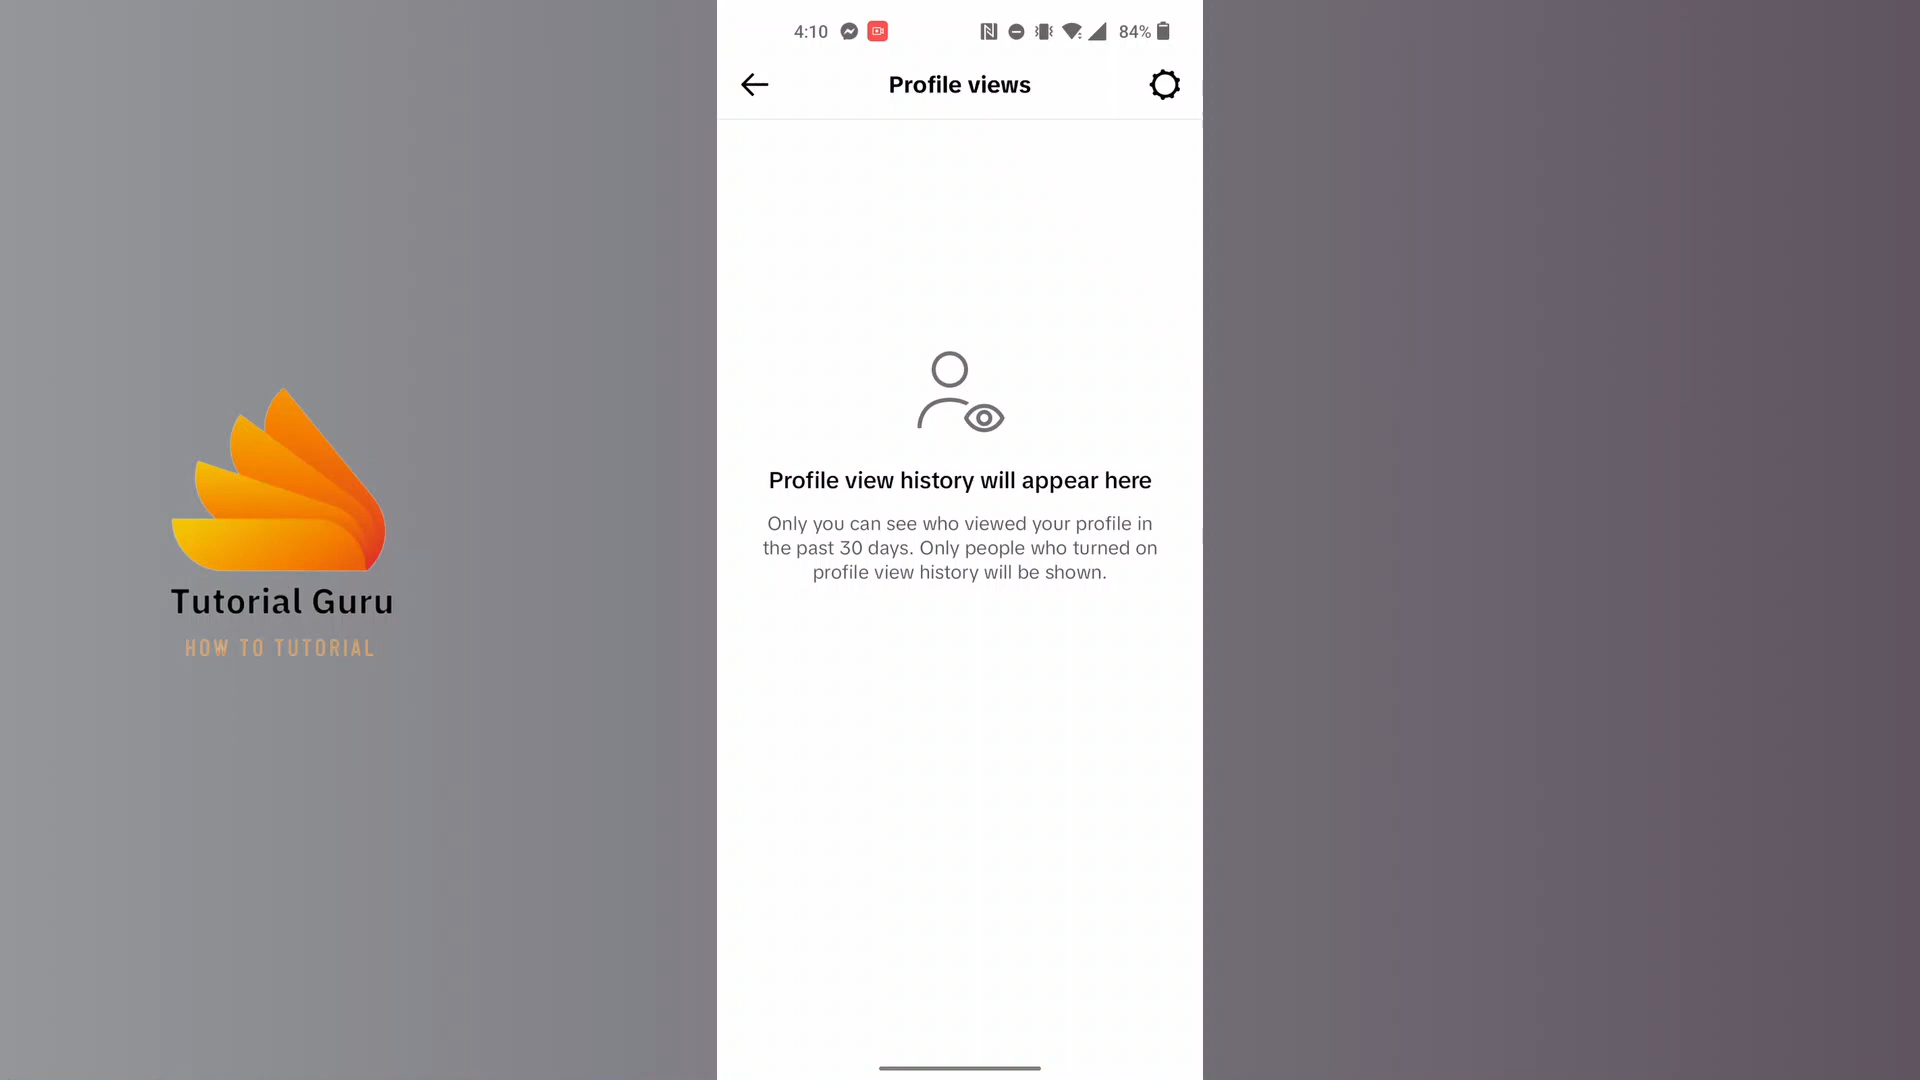 4:10
84%
Profile views
Profile view history will appear here
Only you can see who viewed your profile in
the past 30 days. Only people who turned on
profile view history will be shown.
Tutorial Guru
HOW TO TUTORIAL